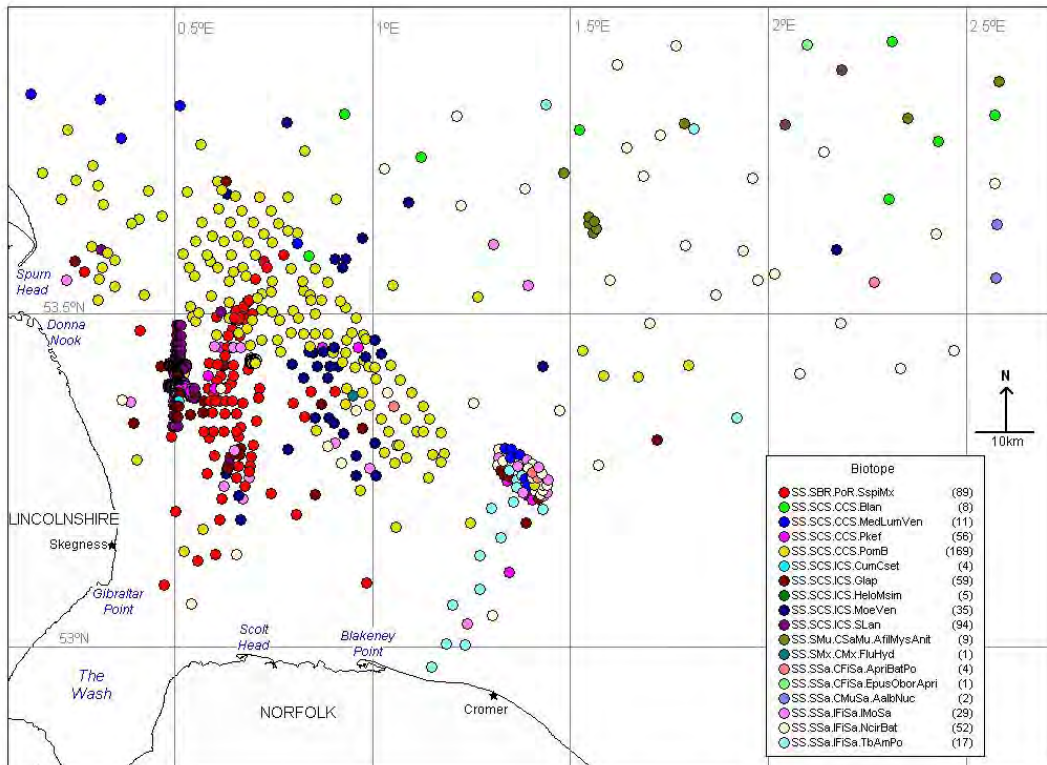 0.5ºE 1ºE 1.5ºE 2ºE 2.5ºE
Spurn
Head
53.5ºN
Donna
Nook
N
10km
LINCOLNSHIRE
Skegness
Gibraltar
Point
53ºN
Scolt
Head
Blakeney
Point
The
Wash
NORFOLK
Cromer
Biotope
SS.SBR.PoR.SspiMx (89)
SS.SCS.CCS.Blan (8)
SS.SCS.CCS.MedLumVen (11)
SS.SCS.CCS.Pkef (56)
SS.SCS.CCS.PomB (169)
SS.SCS.ICS.CumCset (4)
SS.SCS.ICS.Glap (59)
SS.SCS.ICS.HeloMsim (5)
SS.SCS.ICS.MoeVen (35)
SS.SCS.ICS.SLan (94)
SS.SMu.CSaMu.AfilMysAnit (9)
SS.SMx.CMx.FluHyd (1)
SS.SSa.CFiSa.ApriBatPo (4)
SS.SSa.CFiSa.EpusOborApri (1)
SS.SSa.CMuSa.AalbNuc (2)
SS.SSa.IFiSa.IMoSa (29)
SS.SSa.IFiSa.NcirBat (52)
SS.SSa.IFiSa.TbAmPo (17)